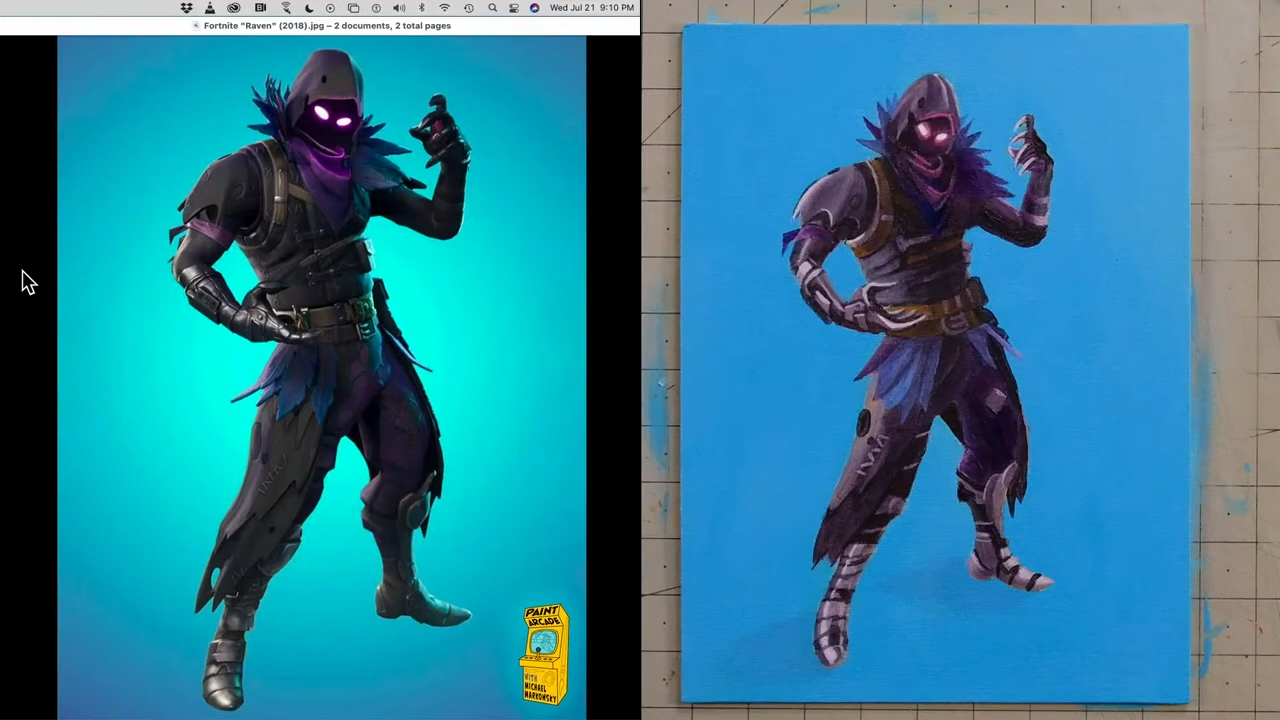 Wed Jul 21 9:10 PM
Fortnite "Raven" (2018).jpg – 2 documents, 2 total pages
PAINT
ARCADE
WITH
MICHAEL
MARKOWSKY